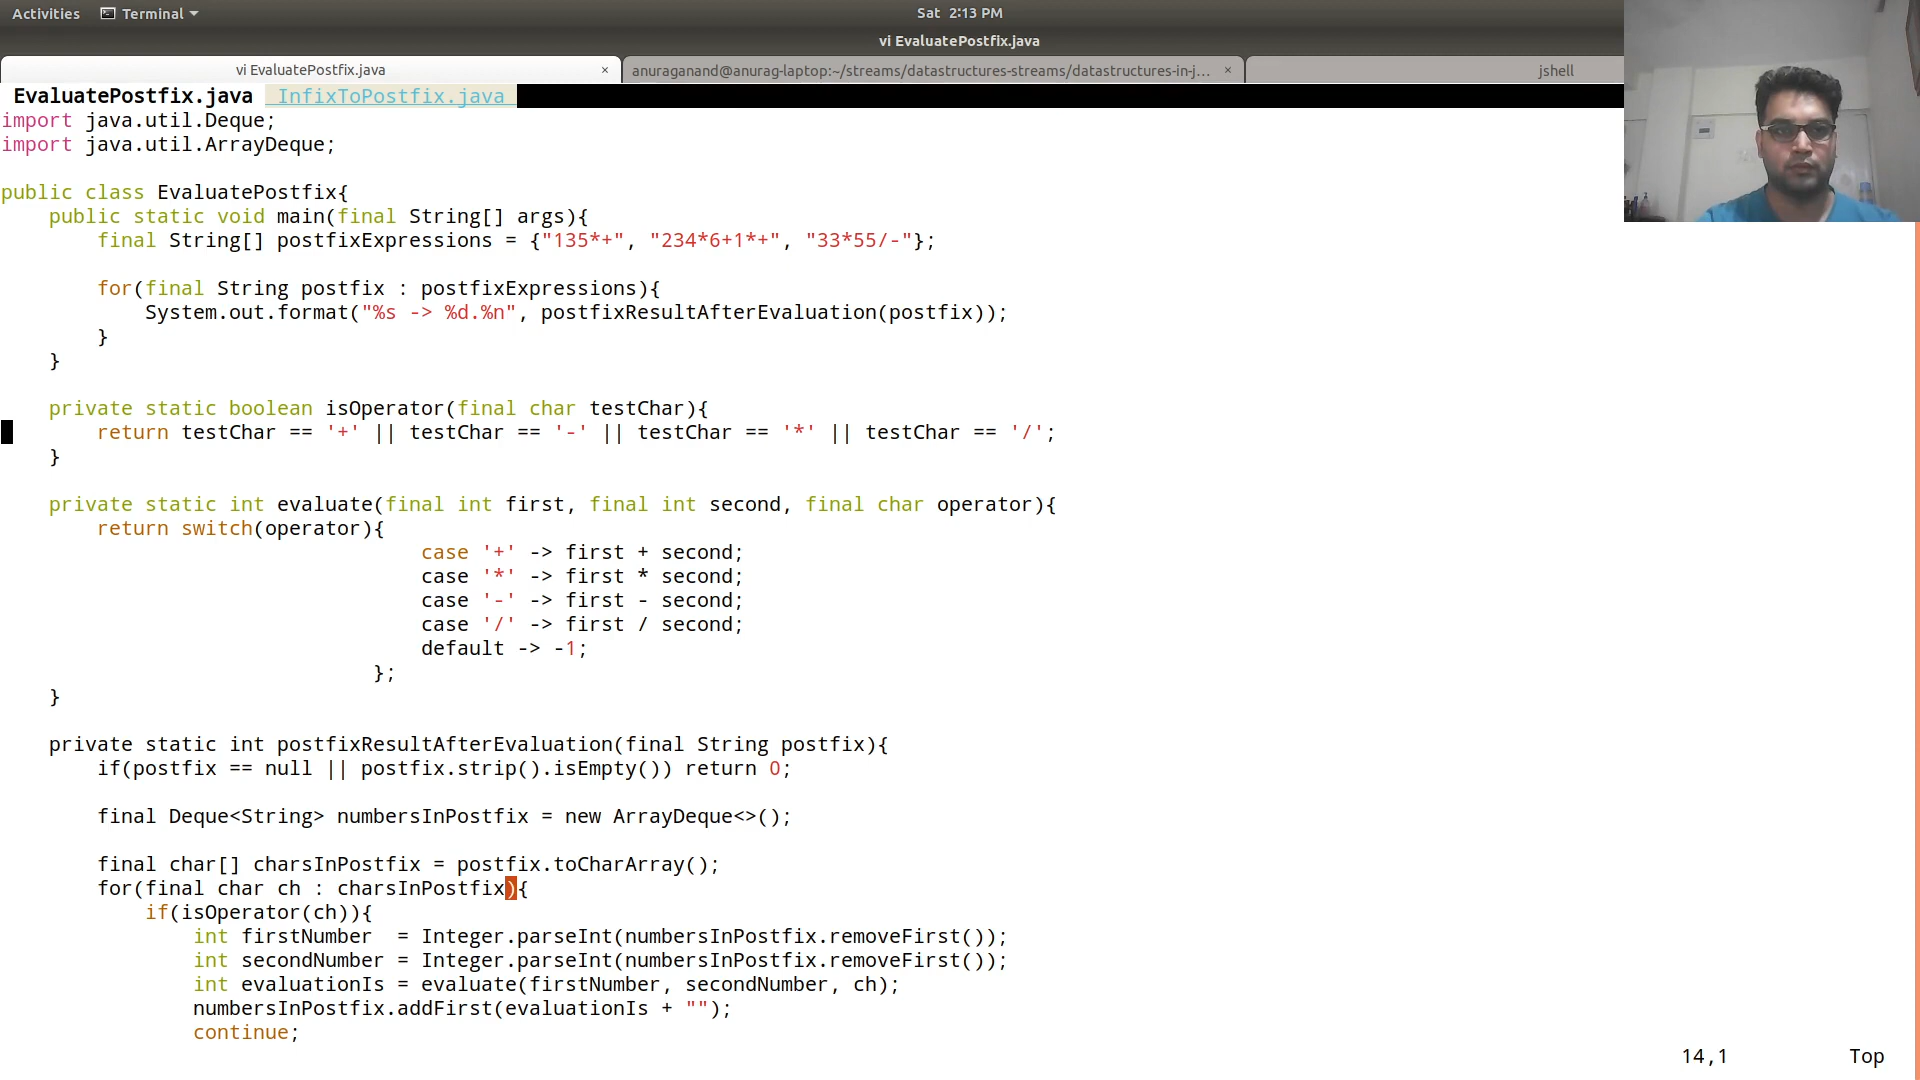 Activities Terminal Sat 2:13 PM
vi EvaluatePostfix.java
vi EvaluatePostfix.java × anuraganand@anurag-laptop:~/streams/datastructures-streams/datastructures-in-j... × jshell
EvaluatePostfix.java InfixToPostfix.java
import java.util.Deque;
import java.util.ArrayDeque;
public class EvaluatePostfix{
    public static void main(final String[] args){
        final String[] postfixExpressions = {"135*+", "234*6+1*+", "33*55/-"};
        for(final String postfix : postfixExpressions){
            System.out.format("%s -> %d.%n", postfixResultAfterEvaluation(postfix));
        }
    }
    private static boolean isOperator(final char testChar){
        return testChar == '+' || testChar == '-' || testChar == '*' || testChar == '/';
    }
    private static int evaluate(final int first, final int second, final char operator){
        return switch(operator){
                                   case '+' -> first + second;
                                   case '*' -> first * second;
                                   case '-' -> first - second;
                                   case '/' -> first / second;
                                   default -> -1;
                               };
    }
    private static int postfixResultAfterEvaluation(final String postfix){
        if(postfix == null || postfix.strip().isEmpty()) return 0;
        final Deque<String> numbersInPostfix = new ArrayDeque<>();
        final char[] charsInPostfix = postfix.toCharArray();
        for(final char ch : charsInPostfix){
            if(isOperator(ch)){
                int firstNumber  = Integer.parseInt(numbersInPostfix.removeFirst());
                int secondNumber = Integer.parseInt(numbersInPostfix.removeFirst());
                int evaluationIs = evaluate(firstNumber, secondNumber, ch);
                numbersInPostfix.addFirst(evaluationIs + "");
                continue;
14,1 Top